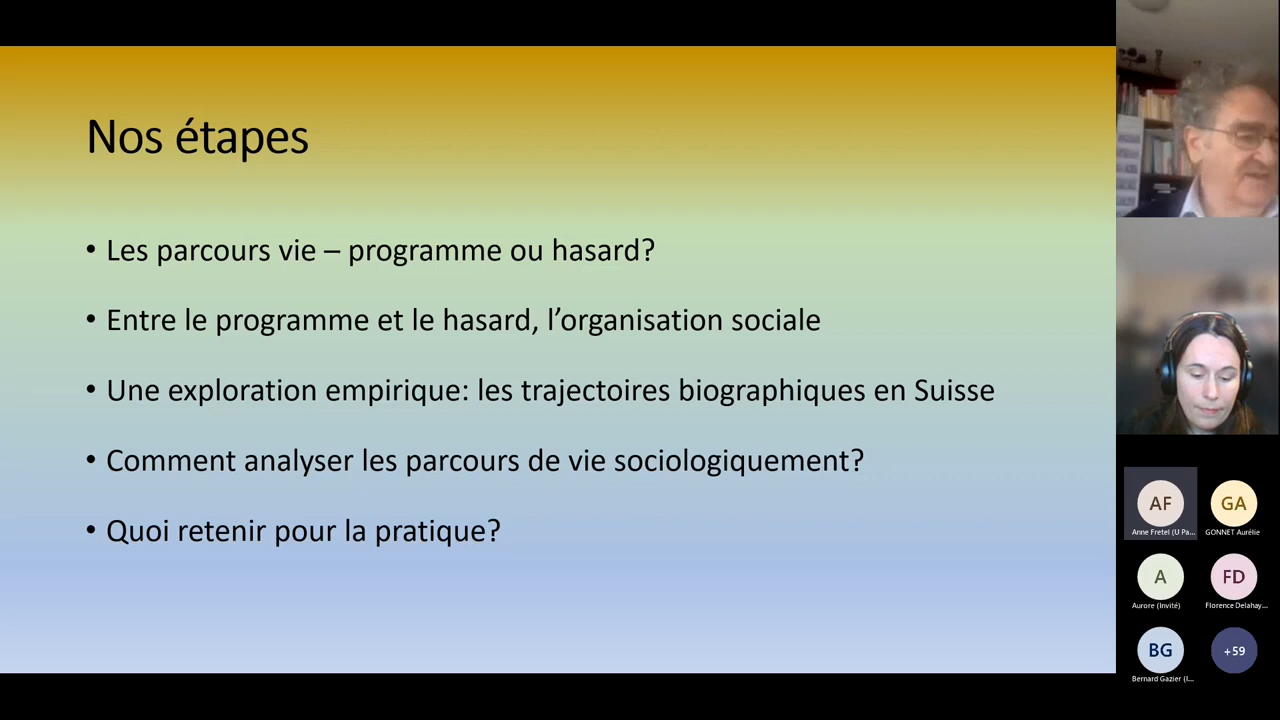 Nos étapes
• Les parcours vie – programme ou hasard?
• Entre le programme et le hasard, l’organisation sociale
• Une exploration empirique: les trajectoires biographiques en Suisse
• Comment analyser les parcours de vie sociologiquement?
• Quoi retenir pour la pratique?
AF
GA
Anne Fretel (U Pa...
GONNET Aurélie
A
FD
Aurore (Invité)
Florence Delahay...
BG
+59
Bernard Gazier (I...